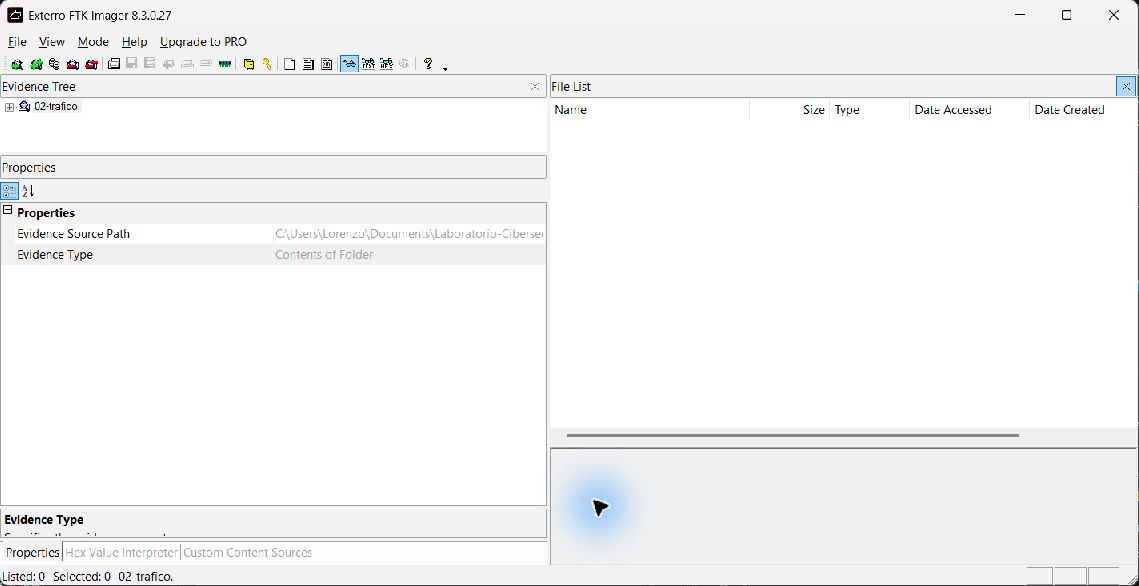 Exterro FTK Imager 8.3.0.27
File View Mode Help Upgrade to PRO
Evidence Tree
02-trafico.
Properties
Properties
Evidence Source Path C:\Users\Lorenzo\Documents\Laboratorio-Ciberseg
Evidence Type Contents of Folder
Evidence Type
Properties Hex Value Interpreter Custom Content Sources
Listed: 0 Selected: 0 02-trafico.
File List
Name Size Type Date Accessed Date Created